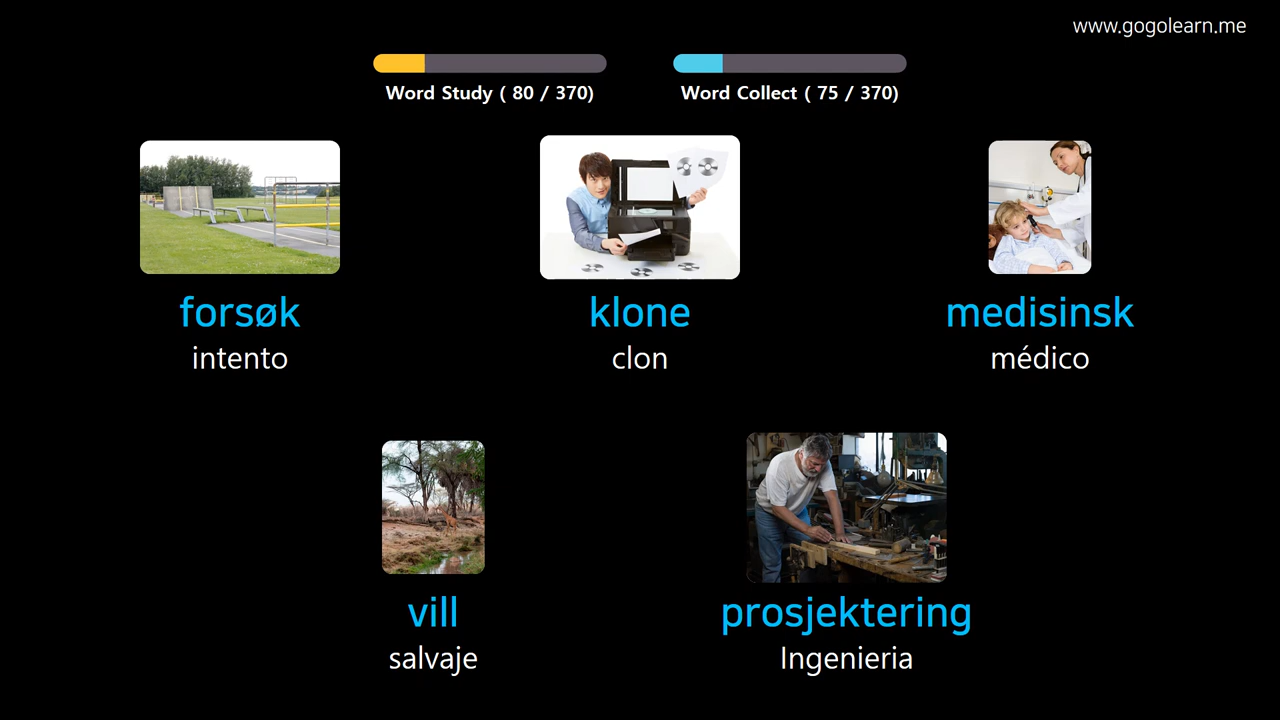 www.gogolearn.me
Word Study ( 80 / 370)
Word Collect ( 75 / 370)
forsøk
intento
klone
clon
medisinsk
médico
vill
salvaje
prosjektering
Ingenieria